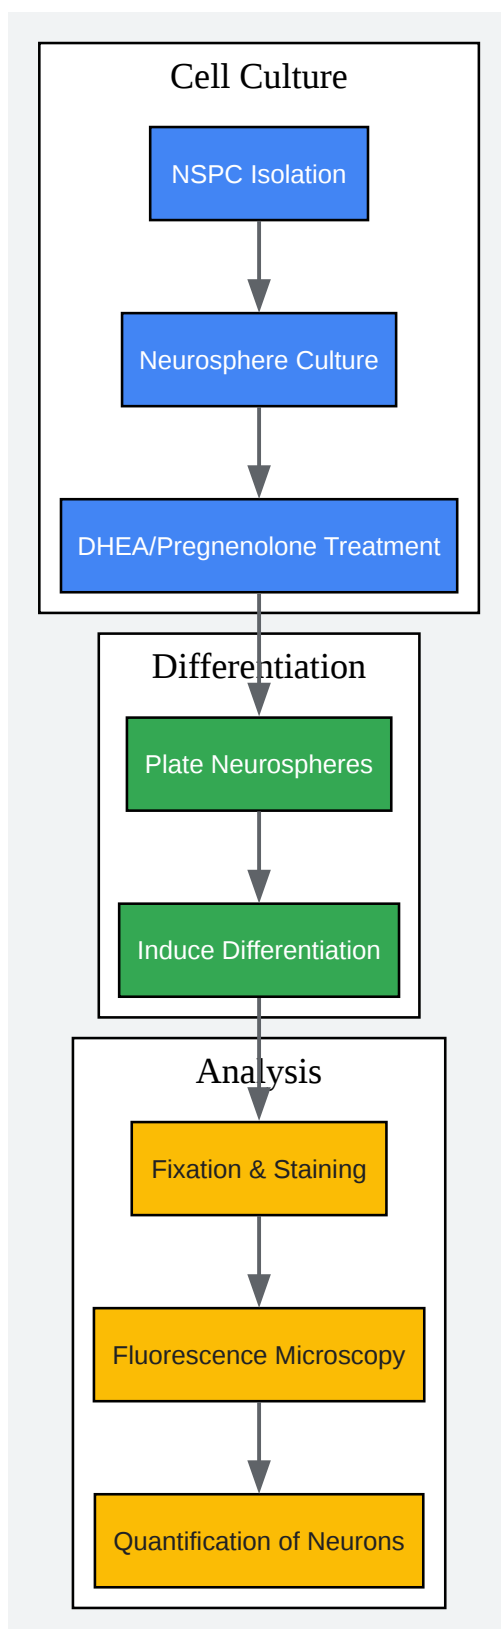 Cell Culture
NSPC Isolation
Neurosphere Culture
DHEA/Pregnenolone Treatment
Differentiation
Plate Neurospheres
Induce Differentiation
Analysis
Fixation & Staining
Fluorescence Microscopy
Quantification of Neurons